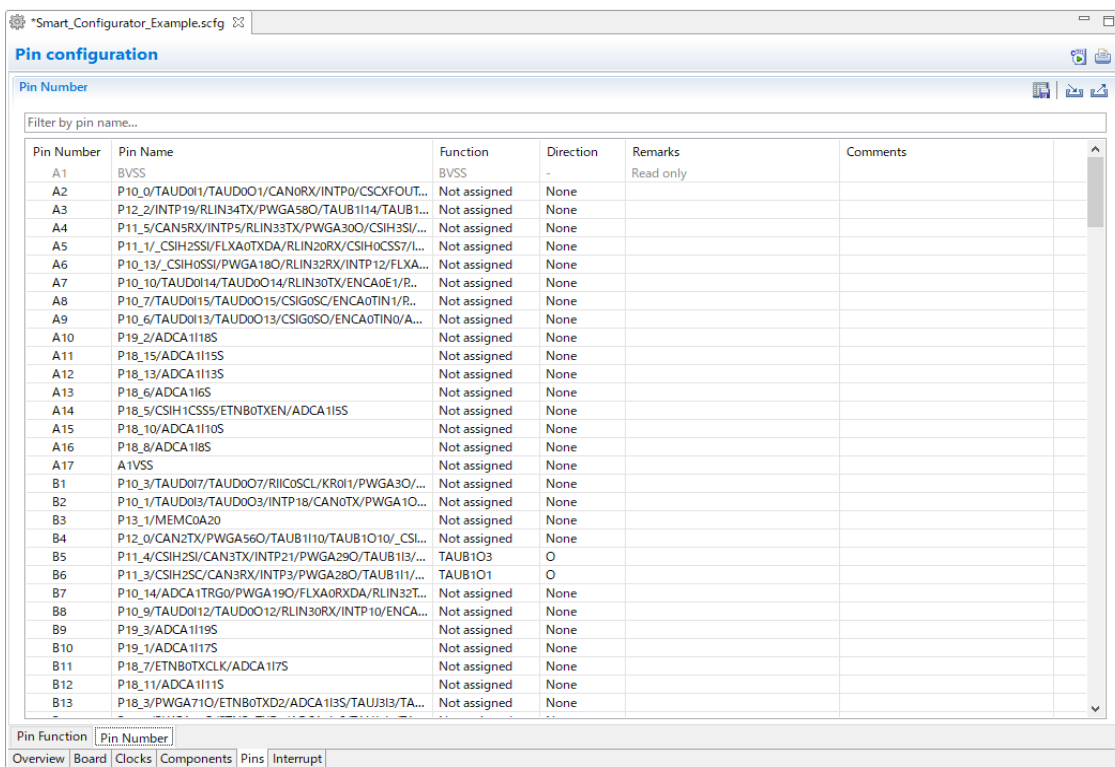 *Smart_Configurator_Example.scfg
Pin configuration
Pin Number
Filter by pin name...
Pin Number Pin Name Function Direction Remarks Comments
A1 BVSS BVSS - Read only
A2 P10_0/TAUD0I1/TAUD0O1/CAN0RX/INTP0/CSCXFOUT... Not assigned None
A3 P12_2/INTP19/RLIN34TX/PWGA58O/TAUB1I14/TAUB1... Not assigned None
A4 P11_5/CAN5RX/INTP5/RLIN33TX/PWGA30O/CSIH3SI/... Not assigned None
A5 P11_1/_CSIH2SSI/FLXA0TXDA/RLIN20RX/CSIH0CSS7/I... Not assigned None
A6 P10_13/_CSIH0SSI/PWGA18O/RLIN32RX/INTP12/FLXA... Not assigned None
A7 P10_10/TAUD0I14/TAUD0O14/RLIN30TX/ENCA0E1/P... Not assigned None
A8 P10_7/TAUD0I15/TAUD0O15/CSIG0SC/ENCA0TIN1/P... Not assigned None
A9 P10_6/TAUD0I13/TAUD0O13/CSIG0SO/ENCA0TIN0/A... Not assigned None
A10 P19_2/ADCA1I18S Not assigned None
A11 P18_15/ADCA1I15S Not assigned None
A12 P18_13/ADCA1I13S Not assigned None
A13 P18_6/ADCA1I6S Not assigned None
A14 P18_5/CSIH1CSS5/ETNB0TXEN/ADCA1I5S Not assigned None
A15 P18_10/ADCA1I10S Not assigned None
A16 P18_8/ADCA1I8S Not assigned None
A17 A1VSS Not assigned None
B1 P10_3/TAUD0I7/TAUD0O7/RIIC0SCL/KR0I1/PWGA3O/... Not assigned None
B2 P10_1/TAUD0I3/TAUD0O3/INTP18/CAN0TX/PWGA1O... Not assigned None
B3 P13_1/MEMC0A20 Not assigned None
B4 P12_0/CAN2TX/PWGA56O/TAUB1I10/TAUB1O10/_CSI... Not assigned None
B5 P11_4/CSIH2SI/CAN3TX/INTP21/PWGA29O/TAUB1I3/... TAUB1O3 O
B6 P11_3/CSIH2SC/CAN3RX/INTP3/PWGA28O/TAUB1I1/... TAUB1O1 O
B7 P10_14/ADCA1TRG0/PWGA19O/FLXA0RXDA/RLIN32T... Not assigned None
B8 P10_9/TAUD0I12/TAUD0O12/RLIN30RX/INTP10/ENCA... Not assigned None
B9 P19_3/ADCA1I19S Not assigned None
B10 P19_1/ADCA1I17S Not assigned None
B11 P18_7/ETNB0TXCLK/ADCA1I7S Not assigned None
B12 P18_11/ADCA1I11S Not assigned None
B13 P18_3/PWGA71O/ETNB0TXD2/ADCA1I3S/TAUJ3I3/TA... Not assigned None
Pin Function Pin Number
Overview Board Clocks Components Pins Interrupt